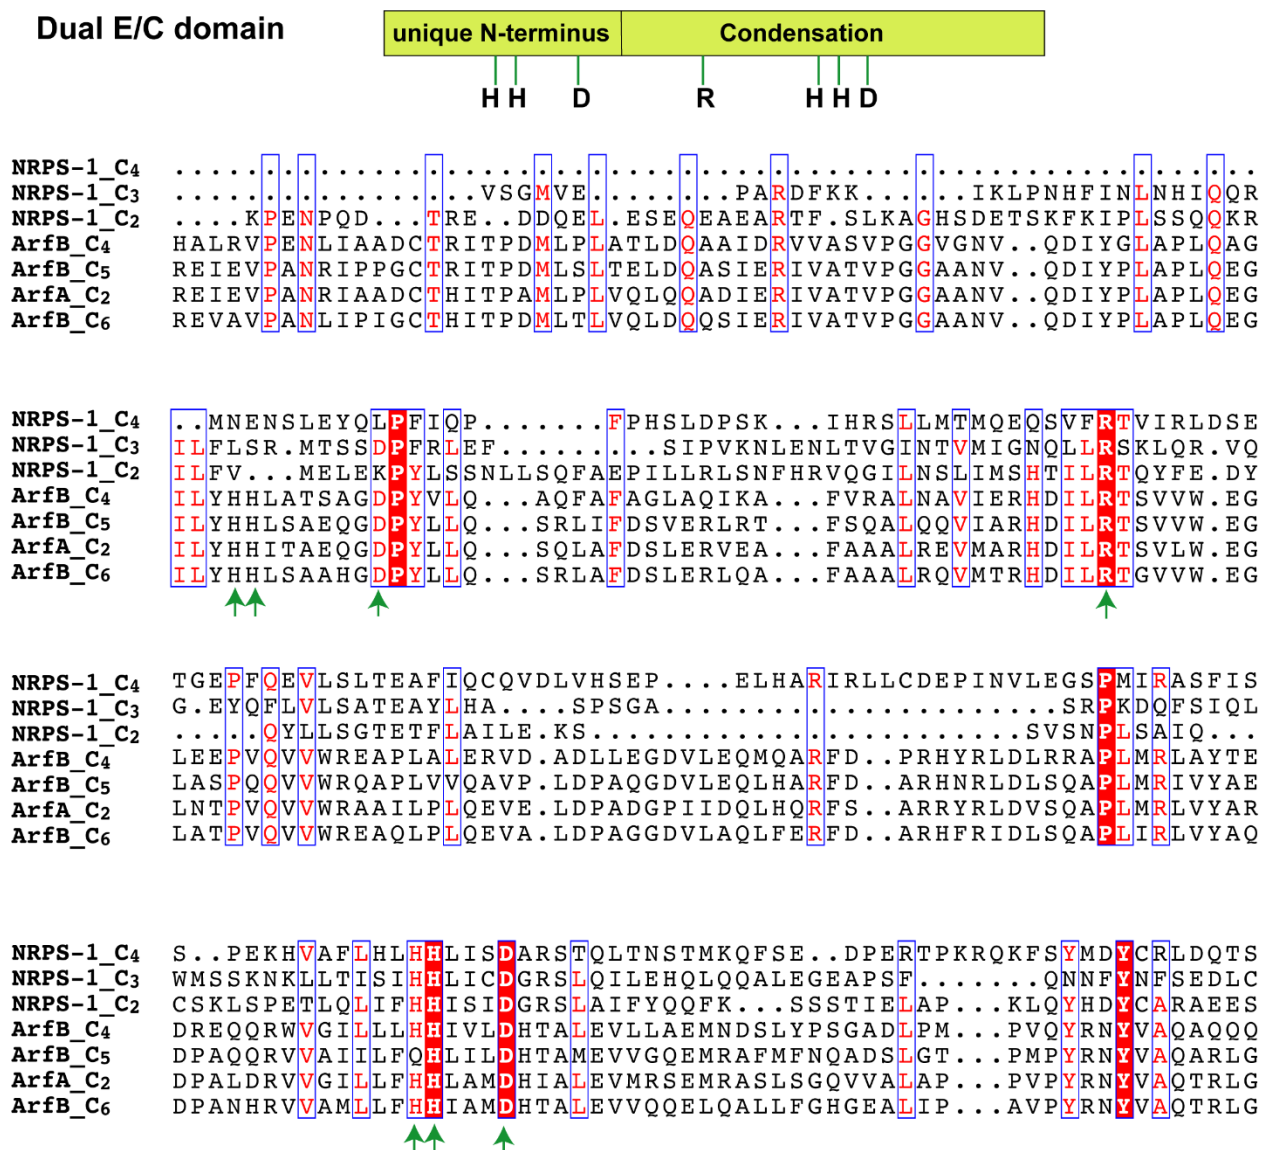 Dual E/C domain
unique N-terminus Condensation
H H D R H H D
NRPS-1_C4 ............................................................
NRPS-1_C3 .................VSGMVE........PARDFKK......IKLPNHFINLNHIQQR
NRPS-1_C2 ....KPENPQD...TRE..DDQEL.ESEQEAEARTF.SLKAGHSDETSKFKIPLSSQQKR
ArfB_C4 HALRVPENLIAADCTRITPDMLPLATLDQAAIDRVVASVPGGVGNV..QDIYGLAPLQAG
ArfB_C5 REIEVPANRIPPGCTRITPDMLSLTELDQASIERIVATVPGGAANV..QDIYPLAPLQEG
ArfA_C2 REIEVPANRIAADCTHITPAMLPLVQLQQADIERIVATVPGGAANV..QDIYPLAPLQEG
ArfB_C6 REVAVPANLIPIGCTHITPDMLTLVQLDQQSIERIVATVPGGAANV..QDIYPLAPLQEG
NRPS-1_C4 ..MNENSLEYQLPFIQP.......FPHSLDPSK...IHRSLLMTMQEQSVFRTVIRLDSE
NRPS-1_C3 ILFLSR.MTSSDPFRLEF.........SIPVKNLENLTVGINTVMIGNQLLRSKLQR.VQ
NRPS-1_C2 ILFV...MELEKPYLSSNLLSQFAEPILLRLSNFHRVQGILNSLIMSHTILRTQYFE.DY
ArfB_C4 ILYHHLATSAGDPYVLQ...AQFAFAGLAQIKA...FVRALNAVIERHDILRTSVVW.EG
ArfB_C5 ILYHHLSAEQGDPYLLQ...SRLIFDSVERLRT...FSQALQQVIARHDILRTSVVW.EG
ArfA_C2 ILYHHITAEQGDPYLLQ...SQLAFDSLERVEA...FAAALREVMARHDILRTSVLW.EG
ArfB_C6 ILYHHLSAAHGDPYLLQ...SRLAFDSLERLQA...FAAALRQVMTRHDILRTGVVW.EG
NRPS-1_C4 TGEPFQEVLSLTEAFIQCQVDLVHSEP....ELHARIRLLCDEPINVLEGSPMIRASFIS
NRPS-1_C3 G.EYQFLVLSATEAYLHA....SPSGA......................SRPKDQFSIQL
NRPS-1_C2 .....QYLLSGTETFLAILE.KS........................SVSNPLSAIQ...
ArfB_C4 LEEPVQVVWREAPLALERVD.ADLLEGDVLEQMQARFD..PRHYRLDLRRAPLMRLAYTE
ArfB_C5 LASPQQVVWRQAPLVVQAVP.LDPAQGDVLEQLHARFD..ARHNRLDLSQAPLMRIVYAE
ArfA_C2 LNTPVQVVWRAAILPLQEVE.LDPADGPIIDQLHQRFS..ARRYRLDVSQAPLMRLVYAR
ArfB_C6 LATPVQVVWREAQLPLQEVA.LDPAGGDVLAQLFERFD..ARHFRIDLSQAPLIRLVYAQ
NRPS-1_C4 S..PEKHVAFLHLHHLISDARSTQLTNSTMKQFSE..DPERTPKRQKFSYMDYCRLDQTS
NRPS-1_C3 WMSSKNKLLTISIHHLICDGRSLQILEHQLQQALEGEAPSF......QNNFYNFSEDLC
NRPS-1_C2 CSKLSPETLQLIFHHISIDGRSLAIFYQQFK...SSSTIELAP...KLQYHDYCARAEES
ArfB_C4 DREQQRWVGILLLHHIVLDHTALEVLLAEMNDSLYPSGADLPM...PVQYRNYVAQAQQQ
ArfB_C5 DPAQQRVVAIILFQHLILDHTAMEVVGQEMRAFMFNQADSLGT...PMPYRNYVAQARLG
ArfA_C2 DPALDRVVGILLFHHLAMDHIALEVMRSEMRASLSGQVVALAP...PVPYRNYVAQTRLG
ArfB_C6 DPANHRVVAMLLFHHIAMDHTALEVVQQELQALLFGHGEALIP...AVPYRNYVAQTRLG